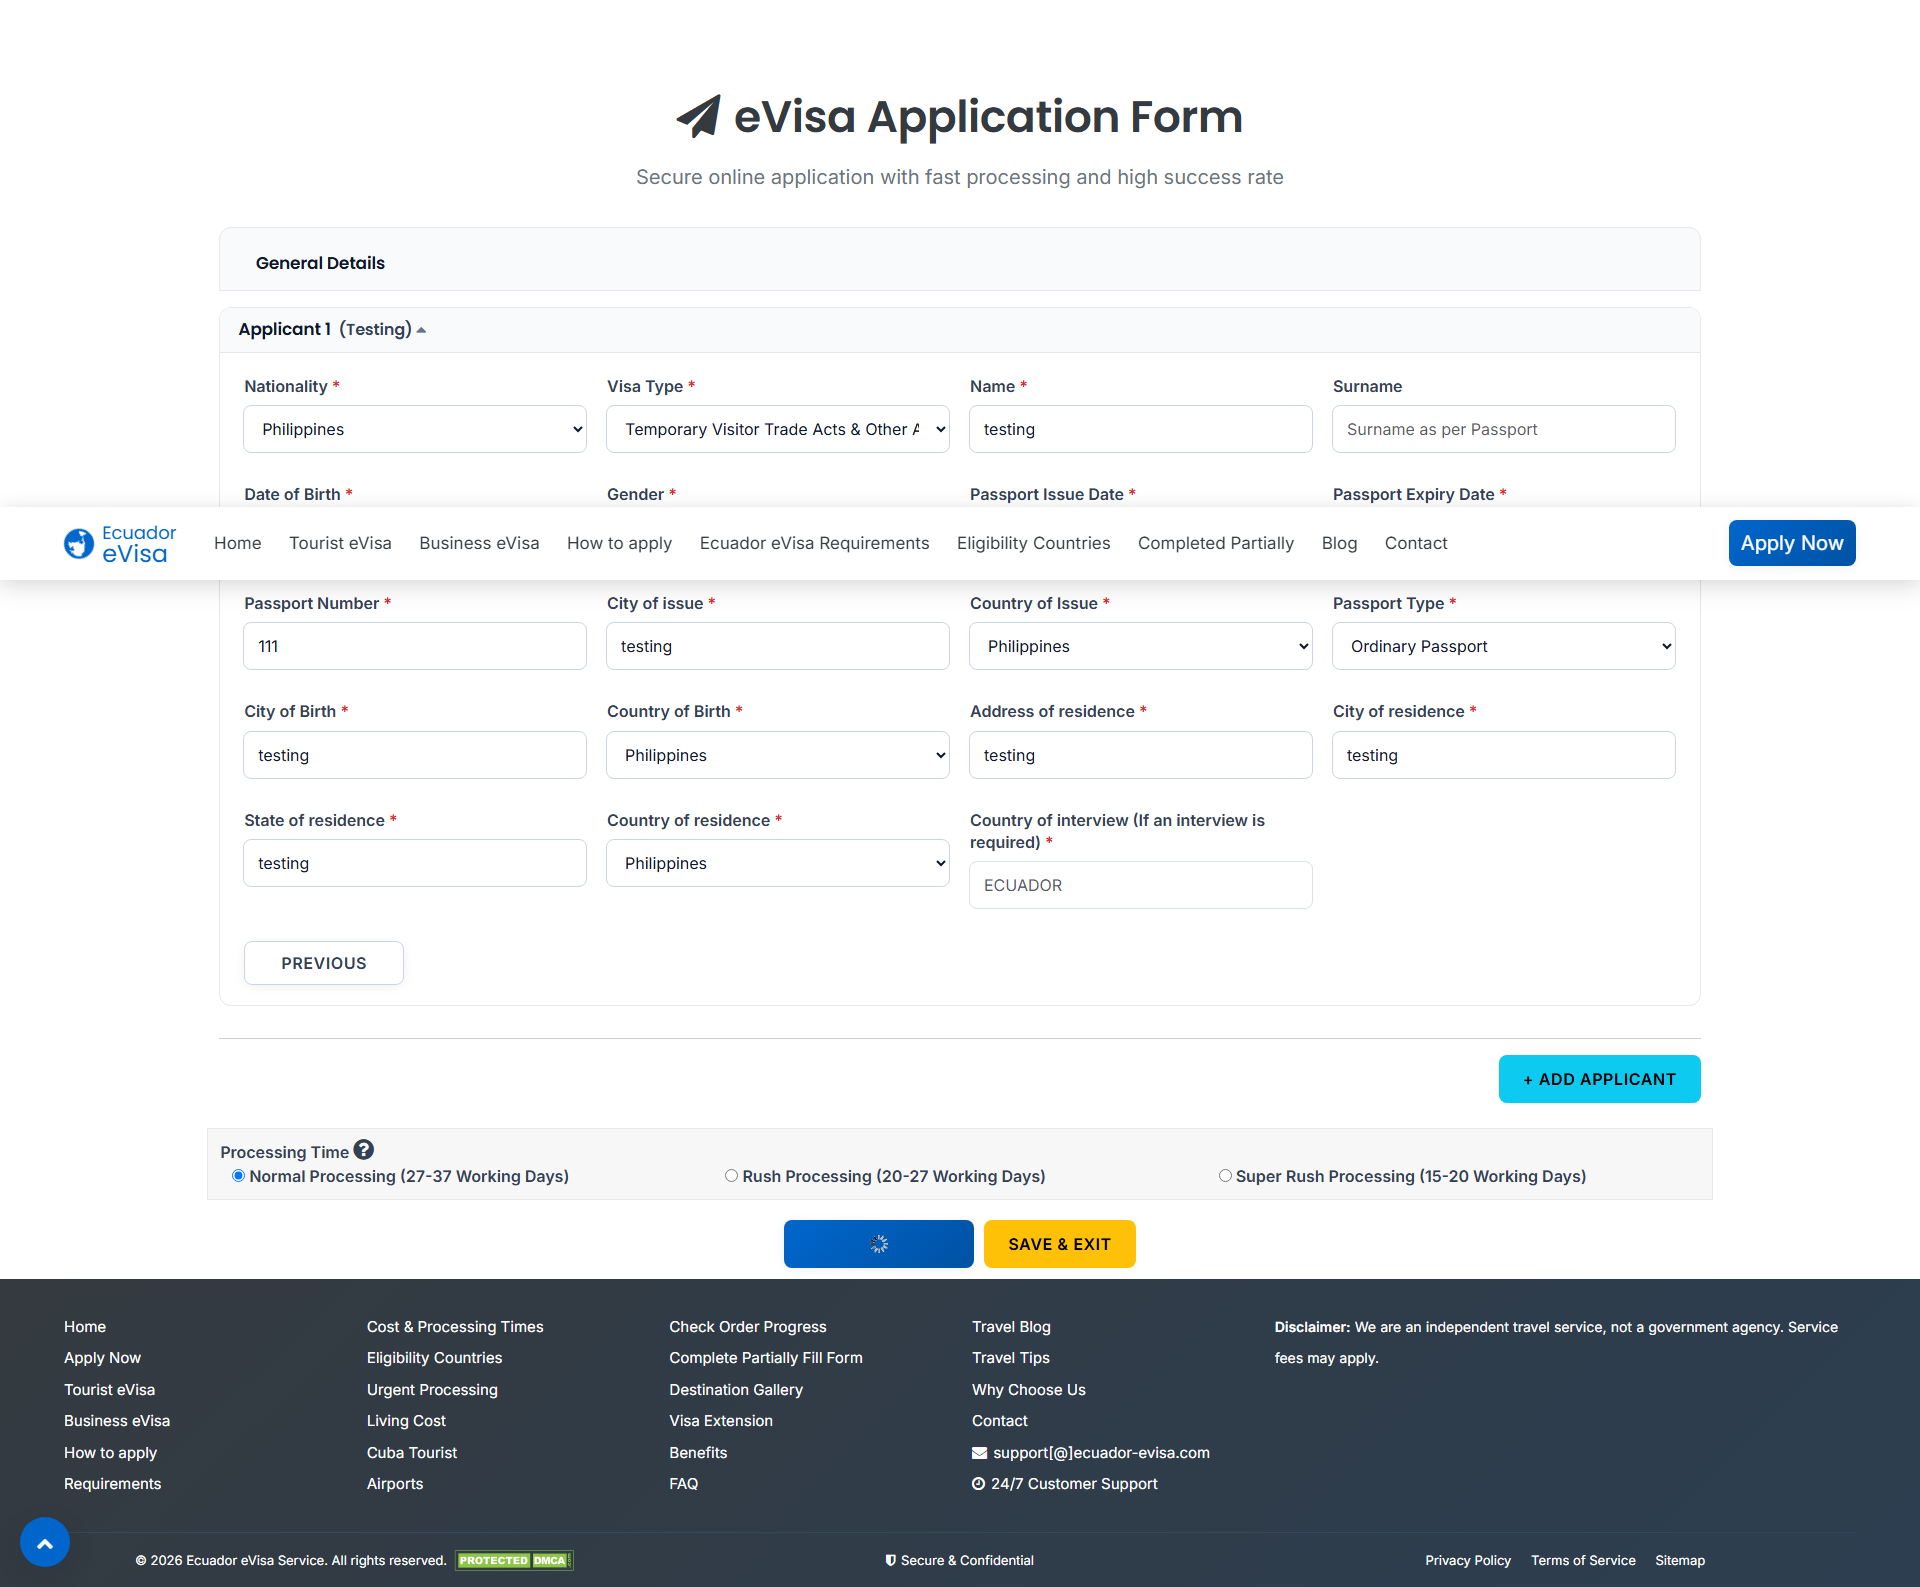 eVisa Application Form
Secure online application with fast processing and high success rate
General Details
Applicant 1 (Testing)
Nationality *
Visa Type *
Name *
Surname
Philippines
Temporary Visitor Trade Acts & Other A
testing
Surname as per Passport
Date of Birth *
Gender *
Passport Issue Date *
Passport Expiry Date *
Ecuador
eVisa
Home
Tourist eVisa
Business eVisa
How to apply
Ecuador eVisa Requirements
Eligibility Countries
Completed Partially
Blog
Contact
Apply Now
Passport Number *
City of issue *
Country of Issue *
Passport Type *
111
testing
Philippines
Ordinary Passport
City of Birth *
Country of Birth *
Address of residence *
City of residence *
testing
Philippines
testing
testing
State of residence *
Country of residence *
Country of interview (If an interview is
required) *
testing
Philippines
ECUADOR
PREVIOUS
+ ADD APPLICANT
Processing Time ?
Normal Processing (27-37 Working Days)
Rush Processing (20-27 Working Days)
Super Rush Processing (15-20 Working Days)
SAVE & EXIT
Home
Apply Now
Tourist eVisa
Business eVisa
How to apply
Requirements
Cost & Processing Times
Eligibility Countries
Urgent Processing
Living Cost
Cuba Tourist
Airports
Check Order Progress
Complete Partially Fill Form
Destination Gallery
Visa Extension
Benefits
FAQ
Travel Blog
Travel Tips
Why Choose Us
Contact
support[@]ecuador-evisa.com
24/7 Customer Support
Disclaimer: We are an independent travel service, not a government agency. Service
fees may apply.
© 2026 Ecuador eVisa Service. All rights reserved.
PROTECTED DMCA
Secure & Confidential
Privacy Policy
Terms of Service
Sitemap